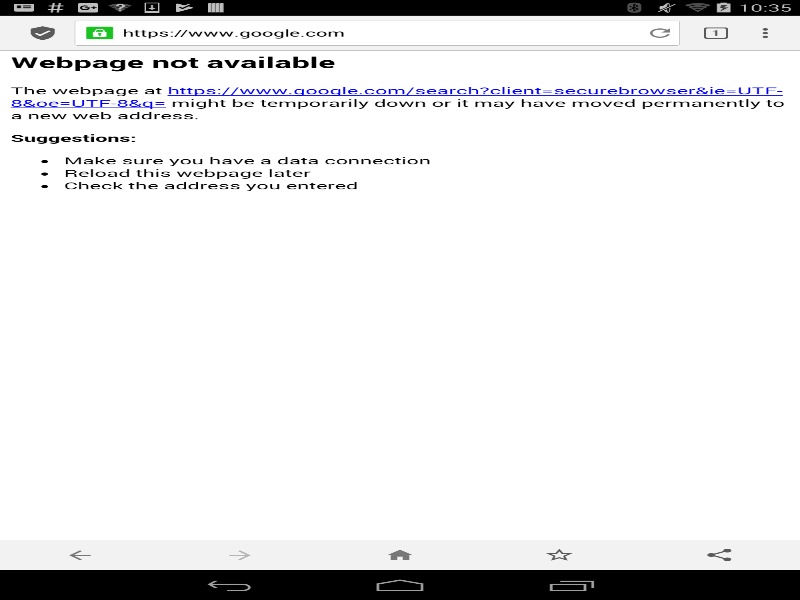 # G+ 10:35
https://www.google.com 1
Webpage not available
The webpage at https://www.google.com/search?client=securebrowser&ie=UTF-
8&oe=UTF-8&q= might be temporarily down or it may have moved permanently to
a new web address.
Suggestions:
• Make sure you have a data connection
• Reload this webpage later
• Check the address you entered